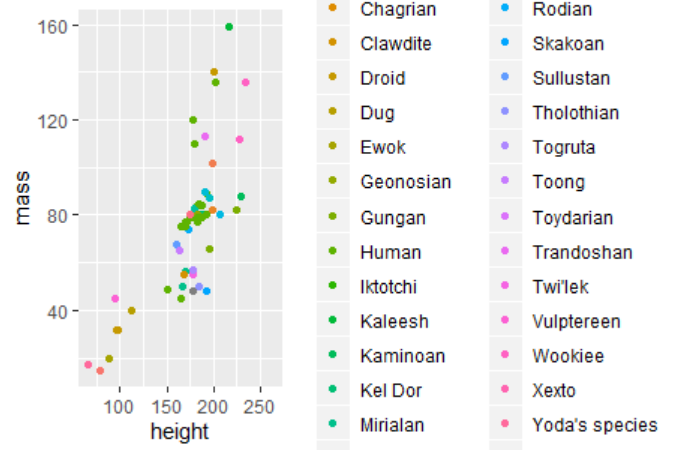 160
120
80
40
mass
100 150 200 250
height
Chagrian
Clawdite
Droid
Dug
Ewok
Geonosian
Gungan
Human
Iktotchi
Kaleesh
Kaminoan
Kel Dor
Mirialan
Rodian
Skakoan
Sullustan
Tholothian
Togruta
Toong
Toydarian
Trandoshan
Twi'lek
Vulptereen
Wookiee
Xexto
Yoda's species